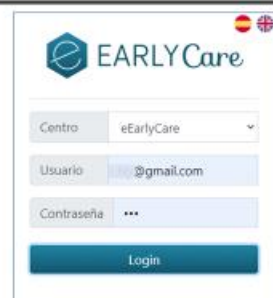 EARLYCare
Centro eEarlyCare
Usuario @gmail.com
Contraseña •••
Login